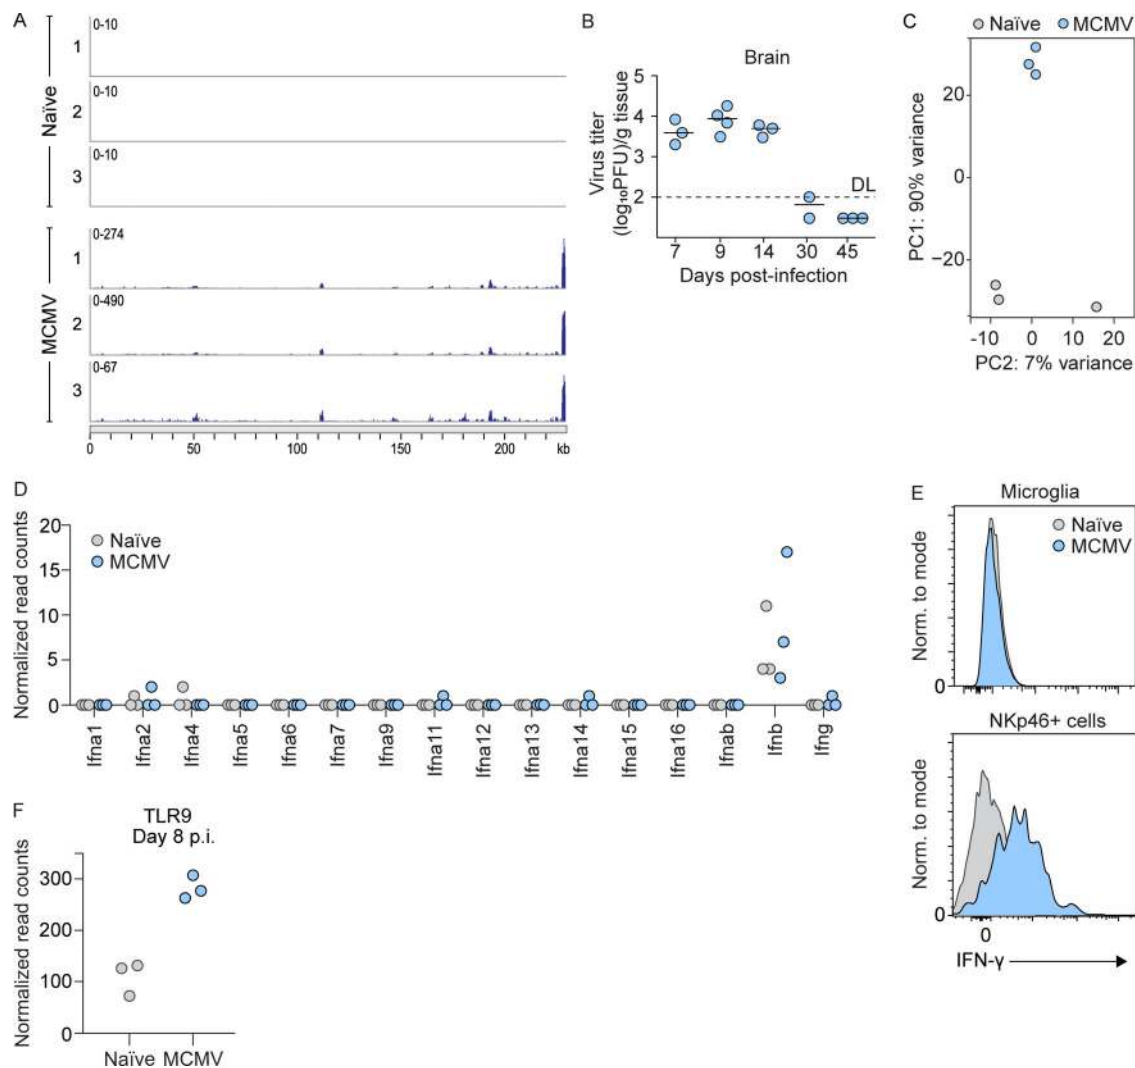 A
Naïve
1
0-10
2
0-10
3
0-10
MCMV
1
0-274
2
0-490
3
0-67
0 50 100 150 200 kb
B
Brain
Virus titer
(log₁₀PFU)/g tissue
5
4
3
2
DL
7 9 14 30 45
Days post-infection
C
Naïve MCMV
PC1: 90% variance
20
0
−20
-10 0 10 20
PC2: 7% variance
D
Normalized read counts
20
15
10
5
0
Naïve
MCMV
Ifna1
Ifna2
Ifna4
Ifna5
Ifna6
Ifna7
Ifna9
Ifna11
Ifna12
Ifna13
Ifna14
Ifna15
Ifna16
Ifnab
Ifnb
Ifng
E
Microglia
Naïve
MCMV
Norm. to mode
0
NKp46+ cells
Norm. to mode
0
0
IFN-γ
F
TLR9
Day 8 p.i.
Normalized read counts
300
200
100
0
Naïve MCMV